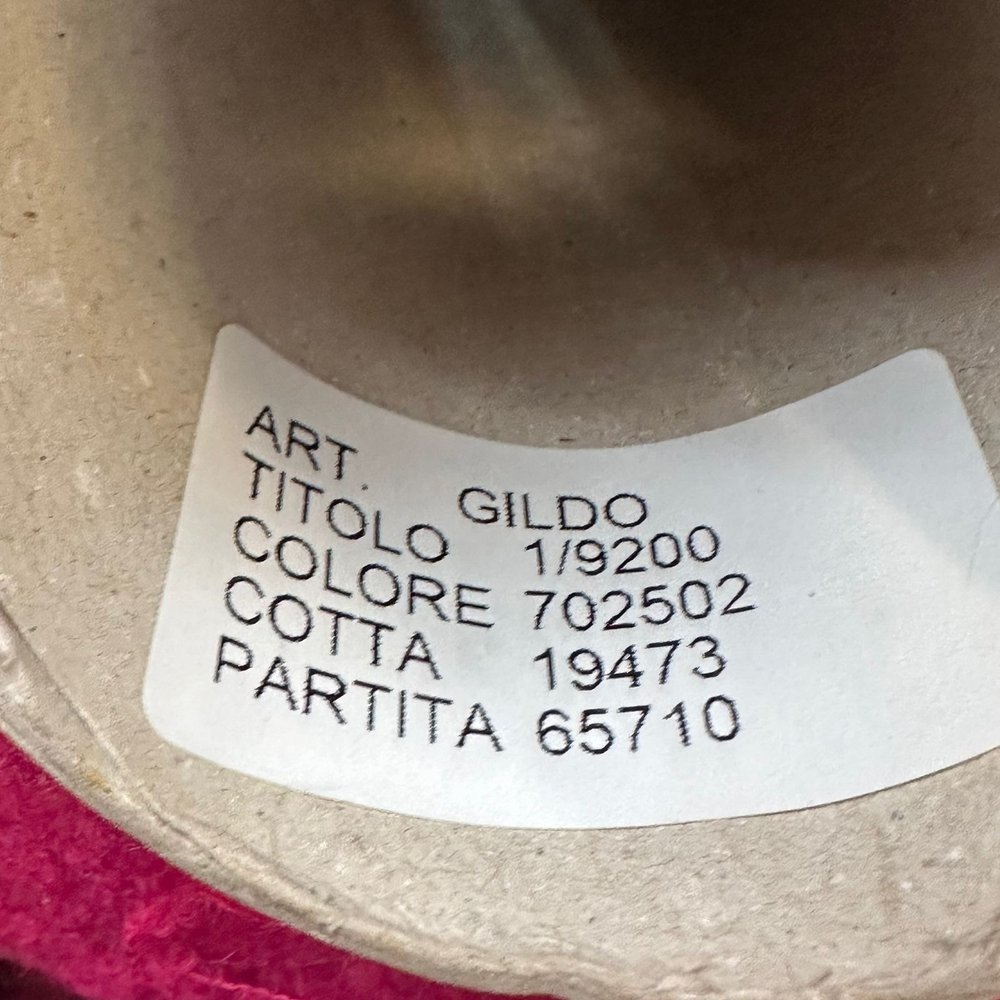 ART. GILDO
TITOLO 1/9200
COLORE 702502
COTTA 19473
PARTITA 65710